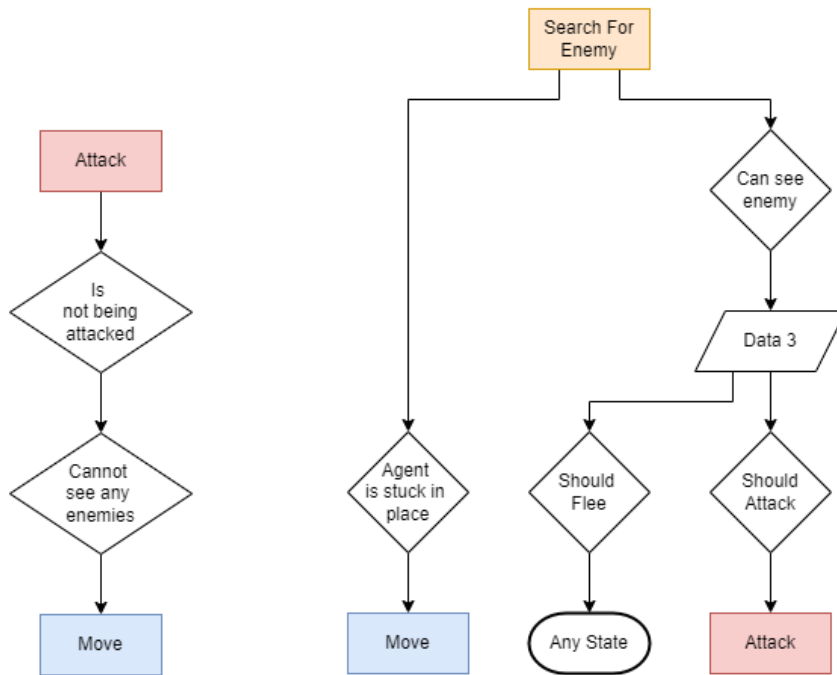 Search For
Enemy
Attack
Can see
enemy
Is
not being
attacked
Data 3
Cannot
see any
enemies
Agent
is stuck in
place
Should
Flee
Should
Attack
Move
Move
Any State
Attack